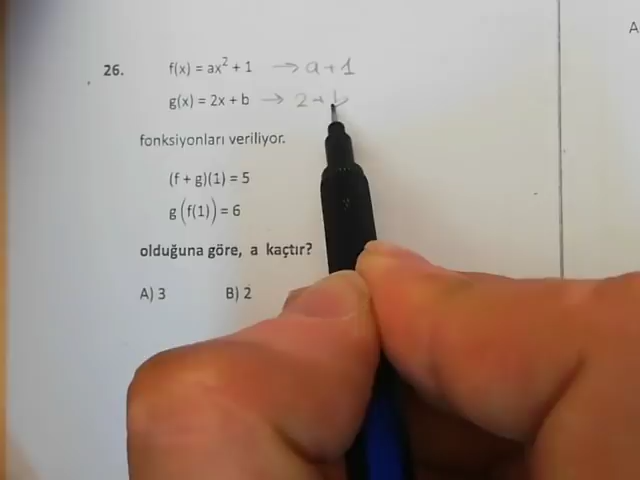 26. f(x) = ax² + 1 → a + 1
g(x) = 2x + b → 2 + b
fonksiyonları veriliyor.
(f + g)(1) = 5
g(f(1)) = 6
olduğuna göre, a kaçtır?
A) 3 B) 2
A